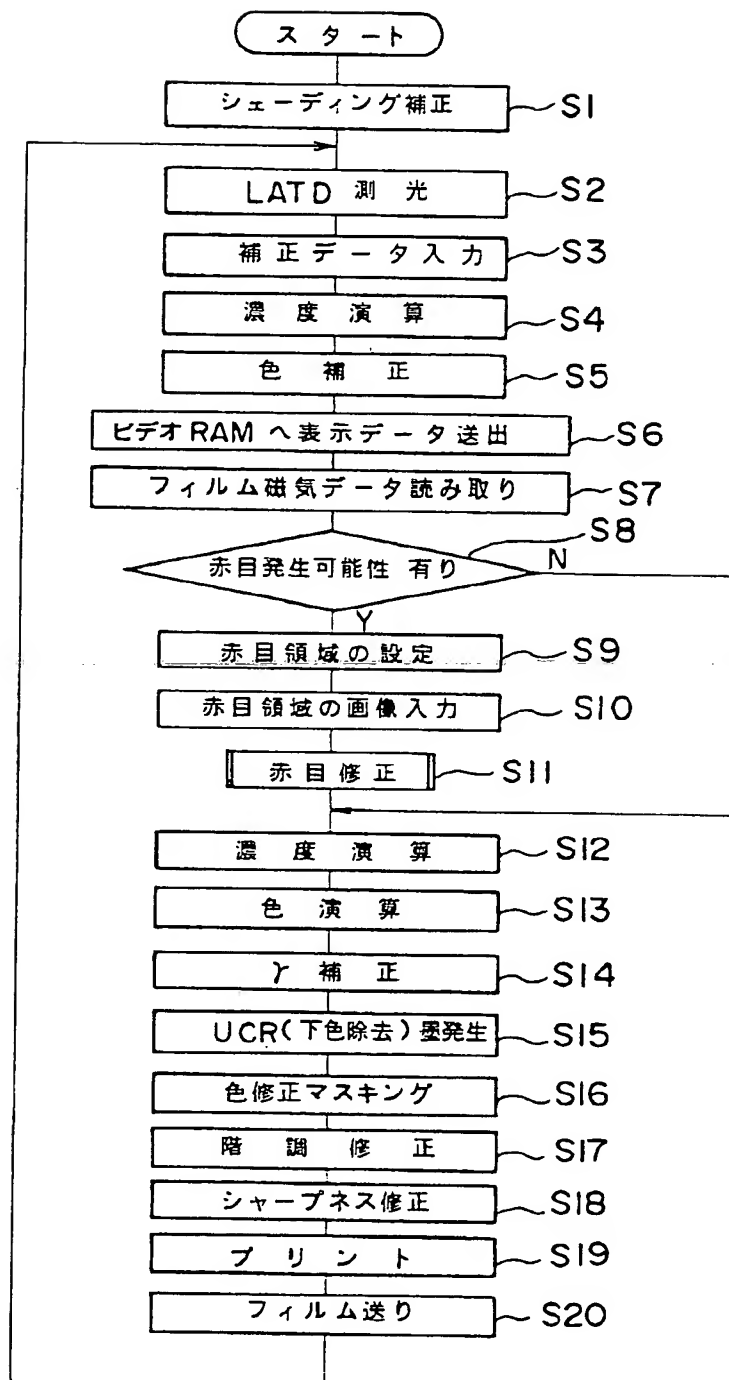 スタート
シェーディング補正 S1
LATD 測光 S2
補正データ入力 S3
濃度演算 S4
色補正 S5
ビデオRAMへ表示データ送出 S6
フィルム磁気データ読み取り S7
S8
赤目発生可能性 有り N
Y
赤目領域の設定 S9
赤目領域の画像入力 S10
赤目修正 S11
濃度演算 S12
色演算 S13
γ補正 S14
UCR(下色除去)墨発生 S15
色修正マスキング S16
階調修正 S17
シャープネス修正 S18
プリント S19
フィルム送り S20